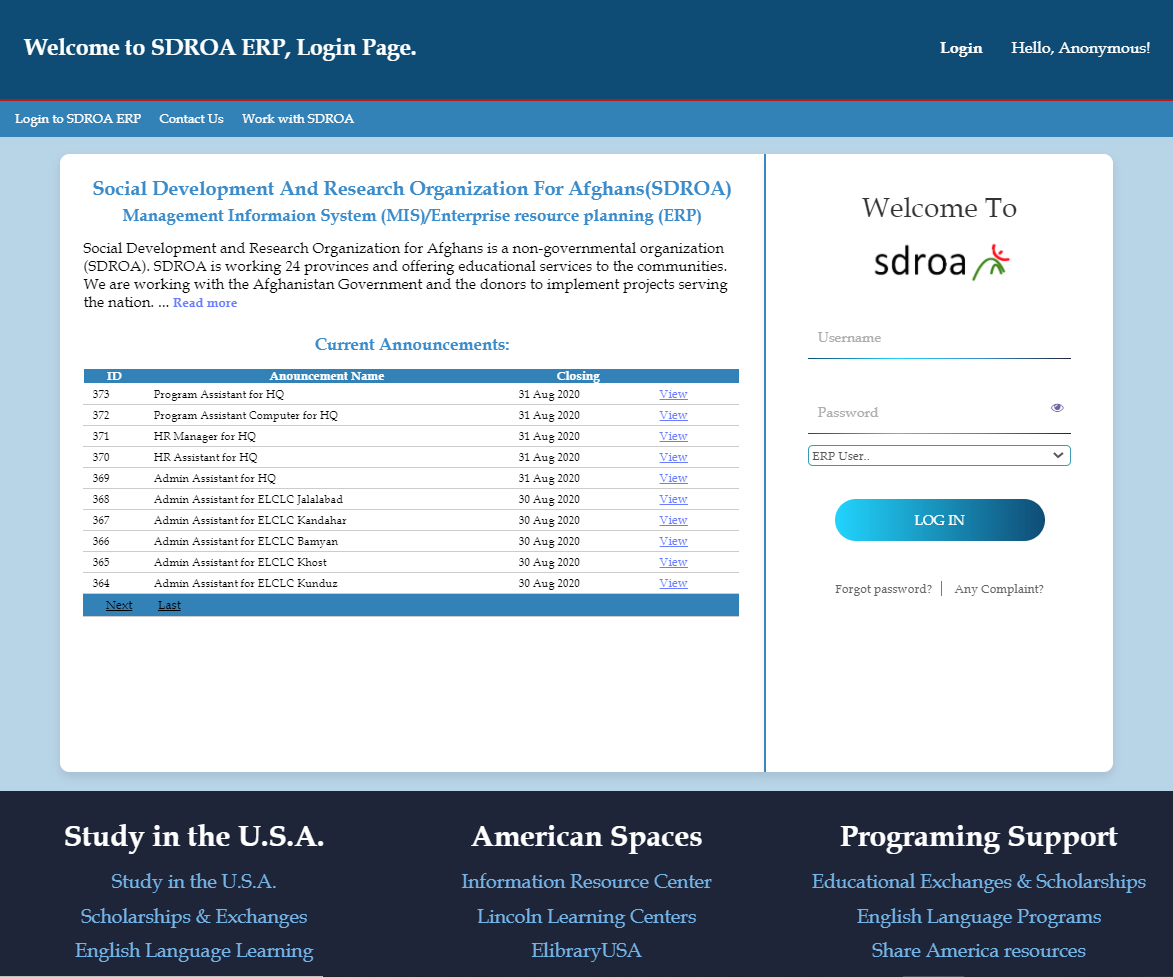 Welcome to SDROA ERP, Login Page.
Login Hello, Anonymous!
Login to SDROA ERP Contact Us Work with SDROA
Social Development And Research Organization For Afghans(SDROA)
Management Informaion System (MIS)/Enterprise resource planning (ERP)
Social Development and Research Organization for Afghans is a non-governmental organization
(SDROA). SDROA is working 24 provinces and offering educational services to the communities.
We are working with the Afghanistan Government and the donors to implement projects serving
the nation. ... Read more
Current Announcements:
ID Anouncement Name Closing
373 Program Assistant for HQ 31 Aug 2020 View
372 Program Assistant Computer for HQ 31 Aug 2020 View
371 HR Manager for HQ 31 Aug 2020 View
370 HR Assistant for HQ 31 Aug 2020 View
369 Admin Assistant for HQ 31 Aug 2020 View
368 Admin Assistant for ELCLC Jalalabad 30 Aug 2020 View
367 Admin Assistant for ELCLC Kandahar 30 Aug 2020 View
366 Admin Assistant for ELCLC Bamyan 30 Aug 2020 View
365 Admin Assistant for ELCLC Khost 30 Aug 2020 View
364 Admin Assistant for ELCLC Kunduz 30 Aug 2020 View
Next Last
Welcome To
sdroa
Username
Password
ERP User..
LOG IN
Forgot password? Any Complaint?
Study in the U.S.A.
Study in the U.S.A.
Scholarships & Exchanges
English Language Learning
American Spaces
Information Resource Center
Lincoln Learning Centers
ElibraryUSA
Programing Support
Educational Exchanges & Scholarships
English Language Programs
Share America resources